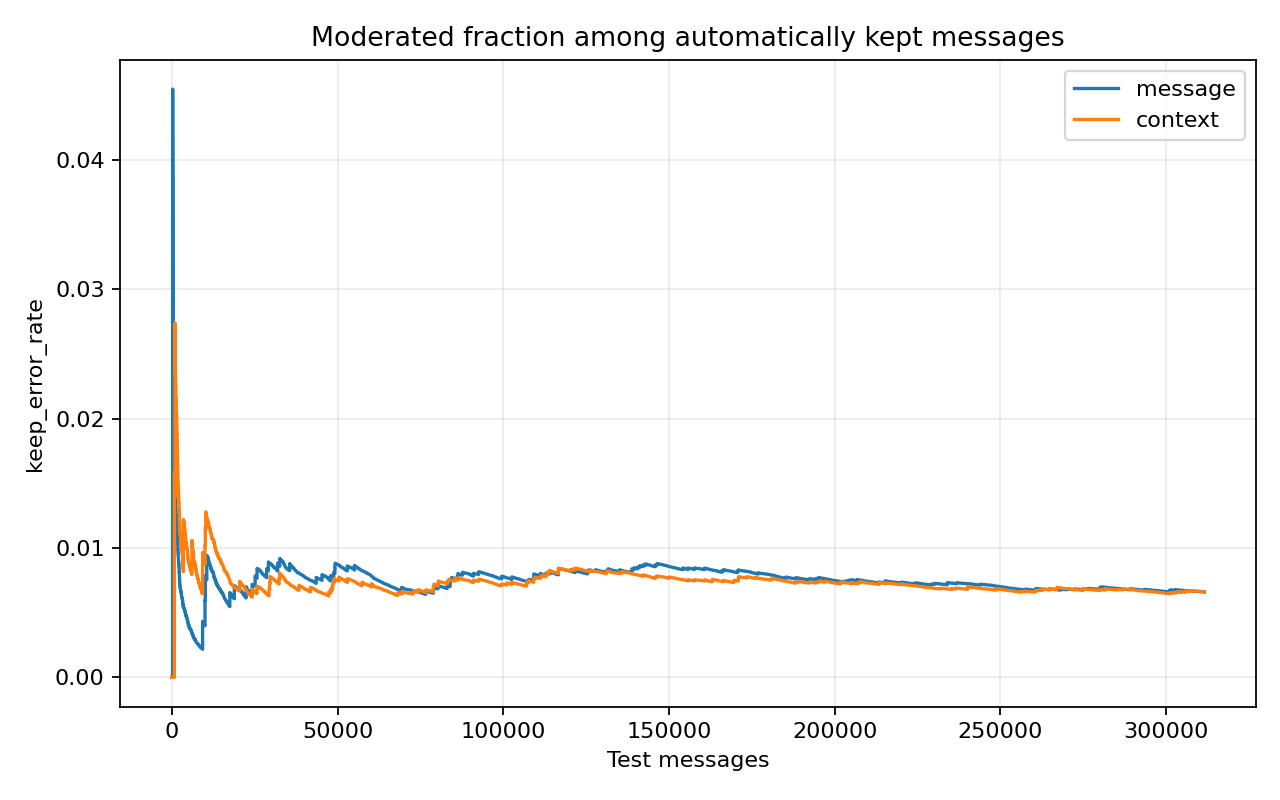 Moderated fraction among automatically kept messages
message
context
keep_error_rate
0.04
0.03
0.02
0.01
0.00
0 50000 100000 150000 200000 250000 300000
Test messages